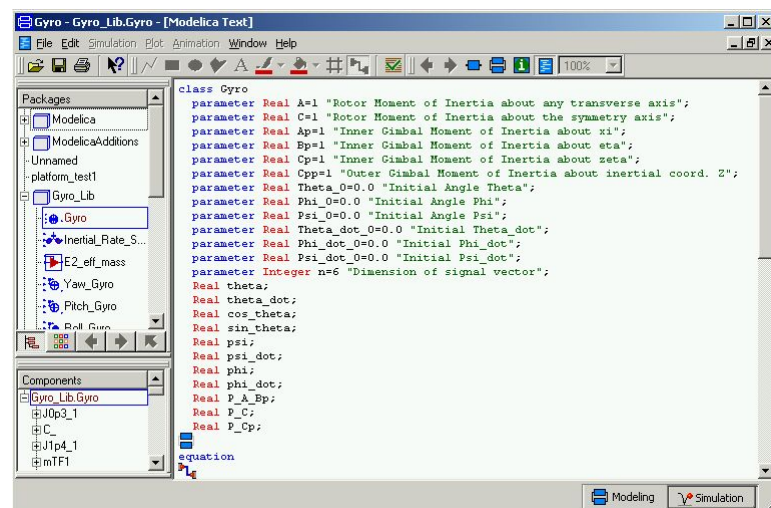 Gyro - Gyro_Lib.Gyro - [Modelica Text]
File Edit Simulation Plot Animation Window Help
A 100%
Packages
Modelica
ModelicaAdditions
Unnamed
platform_test1
Gyro_Lib
.Gyro
Inertial_Rate_S...
E2_eff_mass
Yaw_Gyro
Pitch_Gyro
Roll_Gyro
Components
Gyro_Lib.Gyro
J0p3_1
C_
J1p4_1
mTF1
class Gyro
parameter Real A=1 "Rotor Moment of Inertia about any transverse axis";
parameter Real C=1 "Rotor Moment of Inertia about the symmetry axis";
parameter Real Ap=1 "Inner Gimbal Moment of Inertia about xi";
parameter Real Bp=1 "Inner Gimbal Moment of Inertia about eta";
parameter Real Cp=1 "Inner Gimbal Moment of Inertia about zeta";
parameter Real Cpp=1 "Outer Gimbal Moment of Inertia about inertial coord. Z";
parameter Real Theta_0=0.0 "Initial Angle Theta";
parameter Real Phi_0=0.0 "Initial Angle Phi";
parameter Real Psi_0=0.0 "Initial Angle Psi";
parameter Real Theta_dot_0=0.0 "Initial Theta_dot";
parameter Real Phi_dot_0=0.0 "Initial Phi_dot";
parameter Real Psi_dot_0=0.0 "Initial Psi_dot";
parameter Integer n=6 "Dimension of signal vector";
Real theta;
Real theta_dot;
Real cos_theta;
Real sin_theta;
Real psi;
Real psi_dot;
Real phi;
Real phi_dot;
Real P_A_Bp;
Real P_C;
Real P_Cp;
equation
Modeling
Simulation